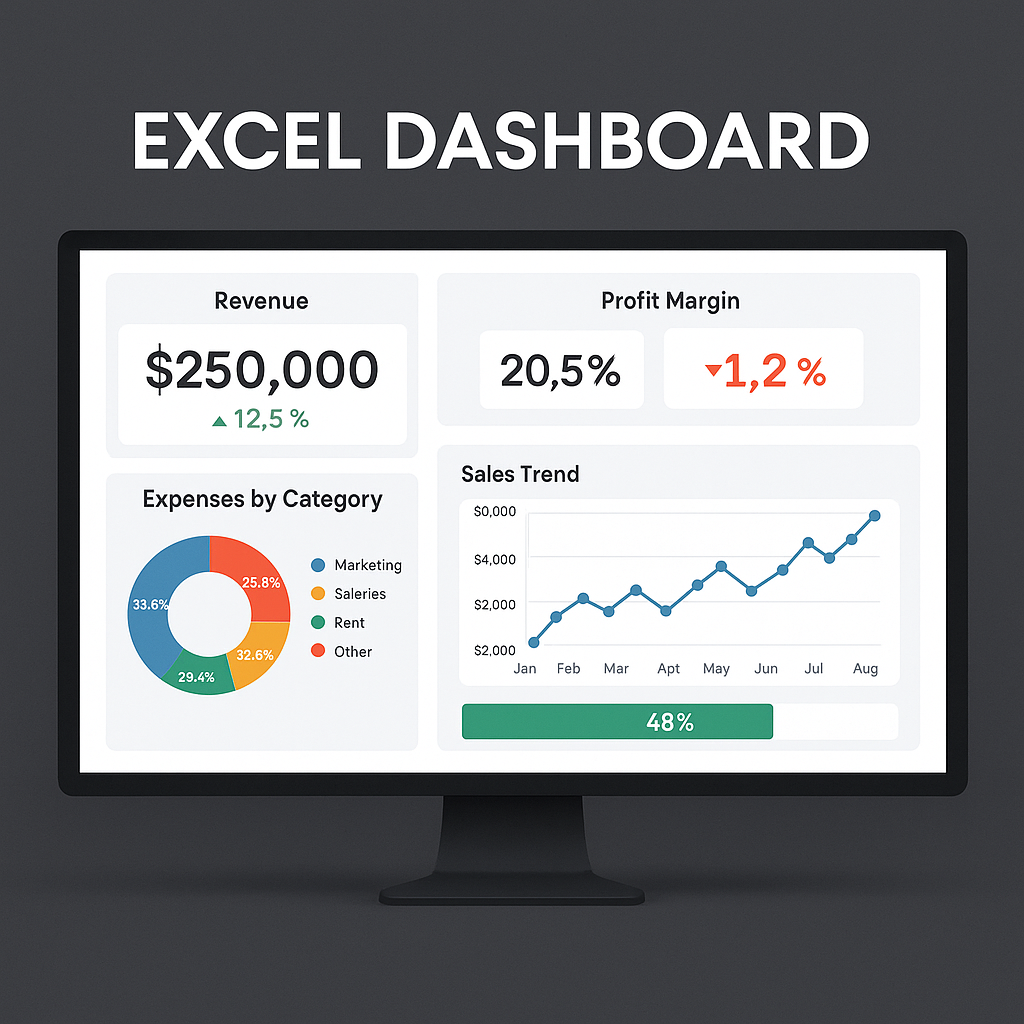 EXCEL DASHBOARD
Revenue
$250,000
▲ 12,5 %
Profit Margin
20,5%
▼1,2 %
Expenses by Category
33.6%
25.8%
32.6%
29.4%
Marketing
Saleries
Rent
Other
Sales Trend
$0,000
$4,000
$2,000
$2,000
Jan Feb Mar Apt May Jun Jul Aug
48%